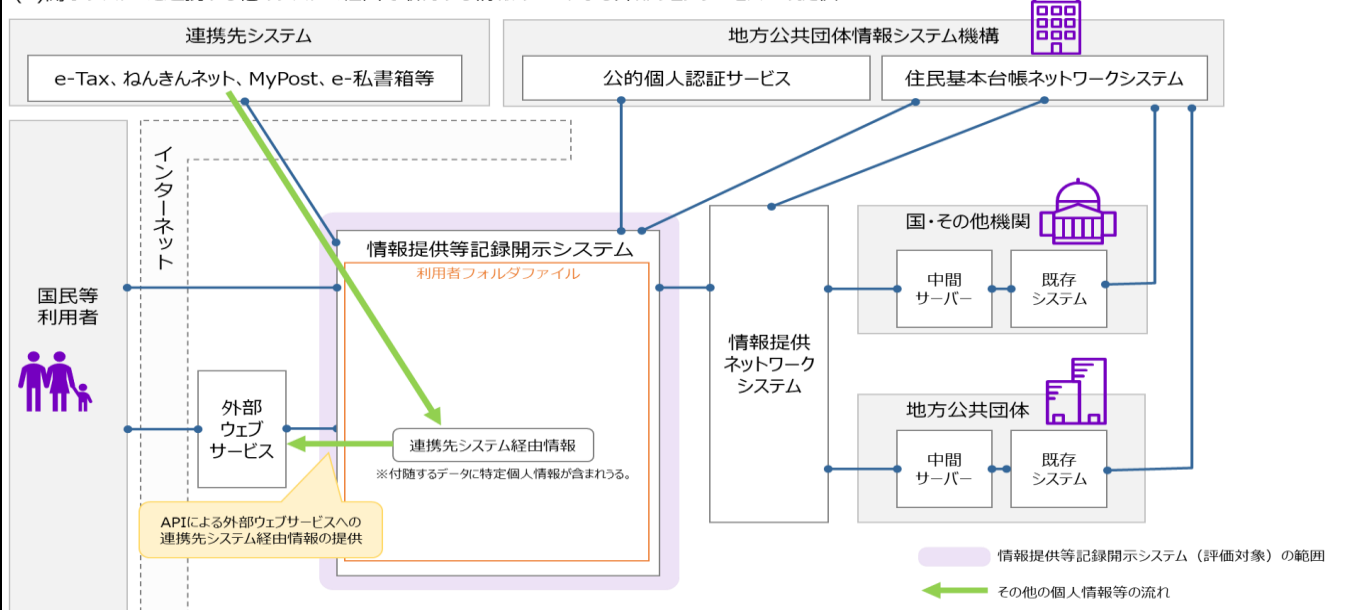 連携先システム
e-Tax、ねんきんネット、MyPost、e-私書箱等
地方公共団体情報システム機構
公的個人認証サービス
住民基本台帳ネットワークシステム
インターネット
国民等
利用者
外部
ウェブ
サービス
情報提供等記録開示システム
利用者フォルダファイル
連携先システム経由情報
※付随するデータに特定個人情報が含まれうる。
APIによる外部ウェブサービスへの
連携先システム経由情報の提供
情報提供
ネットワーク
システム
国・その他機関
中間
サーバー
既存
システム
地方公共団体
中間
サーバー
既存
システム
情報提供等記録開示システム（評価対象）の範囲
その他の個人情報等の流れ